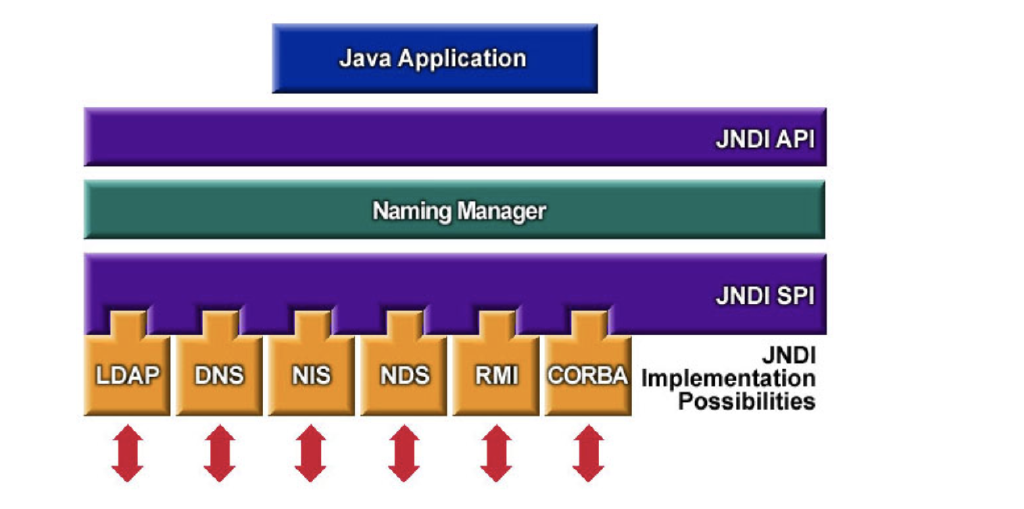 Java Application
JNDI API
Naming Manager
JNDI SPI
LDAP
DNS
NIS
NDS
RMI
CORBA
JNDI
Implementation
Possibilities